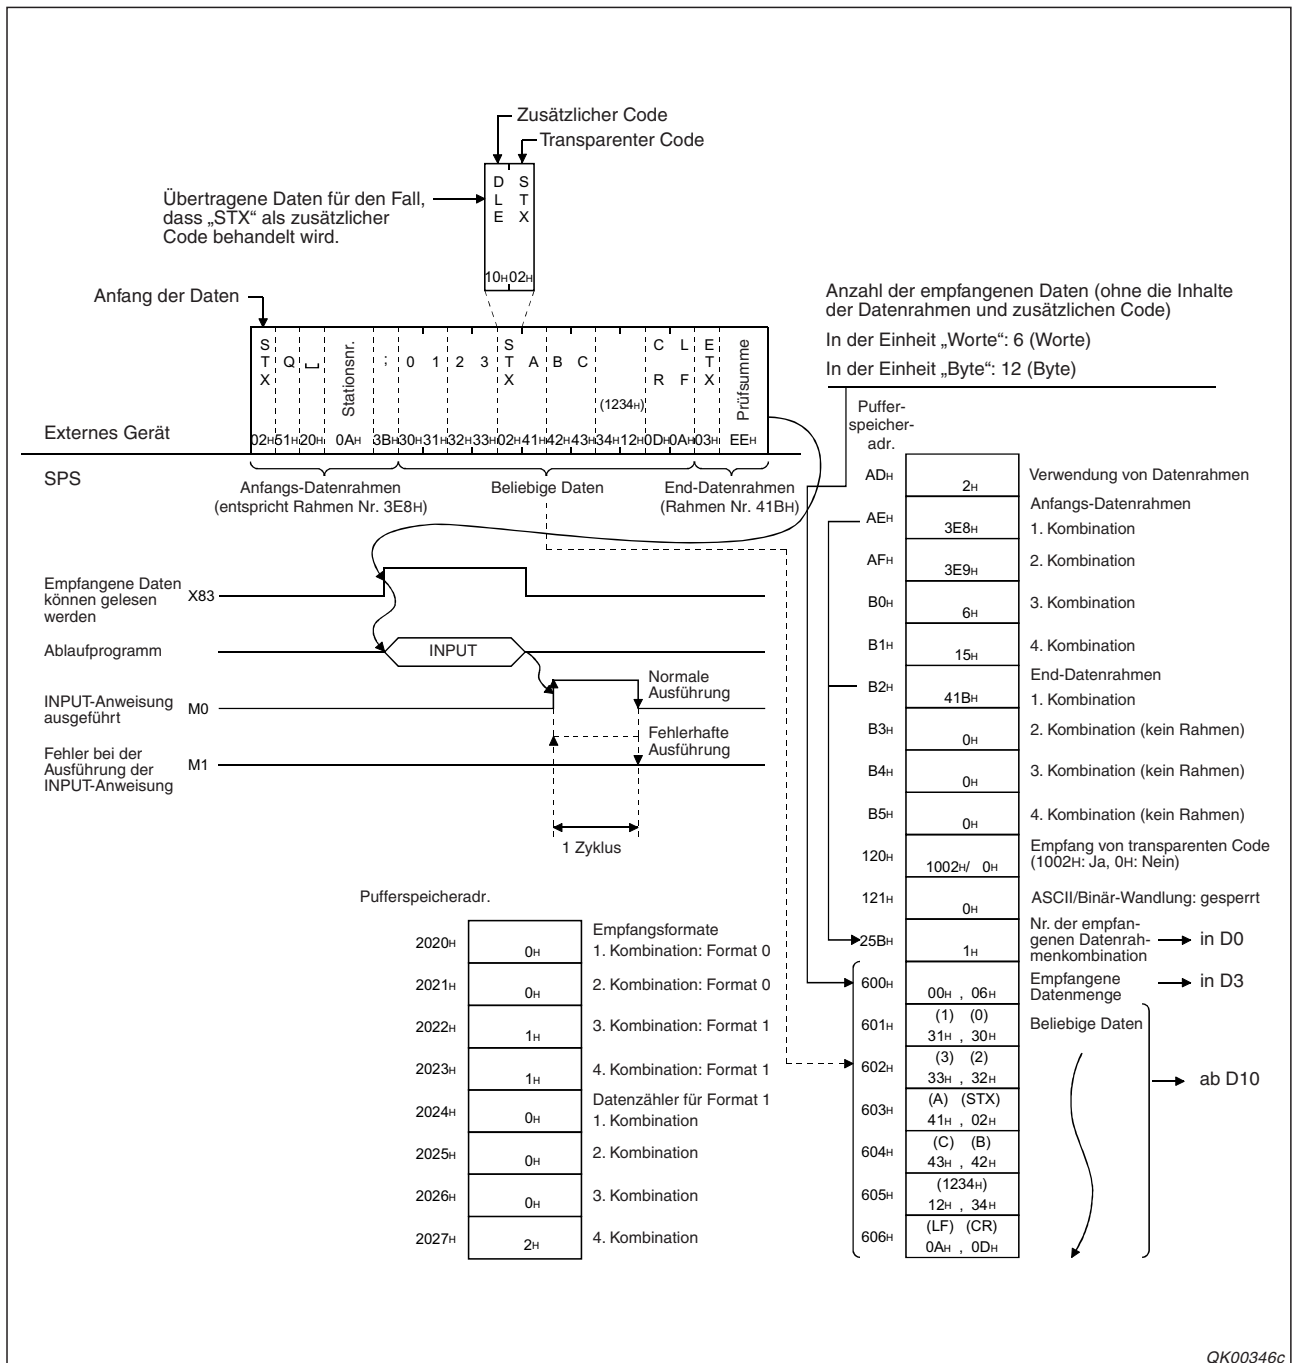 Zusätzlicher Code
Transparenter Code
Übertragene Daten für den Fall,
dass „STX“ als zusätzlicher
Code behandelt wird.
DLE STX
10H 02H
Anfang der Daten
STX Q ⎵ Stationsnr. ; 0 1 2 3 STX A B C (1234H) CR LF ETX Prüfsumme
02H 51H 20H 0AH 3BH 30H 31H 32H 33H 02H 41H 42H 43H 34H 12H 0DH 0AH 03H EEH
Externes Gerät
SPS
Anfangs-Datenrahmen
(entspricht Rahmen Nr. 3E8H)
Beliebige Daten
End-Datenrahmen
(Rahmen Nr. 41BH)
Empfangene Daten
können gelesen
werden
X83
Ablaufprogramm
INPUT
INPUT-Anweisung
ausgeführt
M0
Normale
Ausführung
Fehler bei der
Ausführung der
INPUT-Anweisung
M1
Fehlerhafte
Ausführung
1 Zyklus
Pufferspeicheradr.
2020H 0H Empfangsformate
1. Kombination: Format 0
2021H 0H 2. Kombination: Format 0
2022H 1H 3. Kombination: Format 1
2023H 1H 4. Kombination: Format 1
2024H 0H Datenzähler für Format 1
1. Kombination
2025H 0H 2. Kombination
2026H 0H 3. Kombination
2027H 2H 4. Kombination
Anzahl der empfangenen Daten (ohne die Inhalte
der Datenrahmen und zusätzlichen Code)
In der Einheit „Worte“: 6 (Worte)
In der Einheit „Byte“: 12 (Byte)
Puffer-
speicher-
adr.
ADH 2H Verwendung von Datenrahmen
Anfangs-Datenrahmen
AEH 3E8H 1. Kombination
AFH 3E9H 2. Kombination
B0H 6H 3. Kombination
B1H 15H 4. Kombination
End-Datenrahmen
B2H 41BH 1. Kombination
B3H 0H 2. Kombination (kein Rahmen)
B4H 0H 3. Kombination (kein Rahmen)
B5H 0H 4. Kombination (kein Rahmen)
120H 1002H/ 0H Empfang von transparenten Code
(1002H: Ja, 0H: Nein)
121H 0H ASCII/Binär-Wandlung: gesperrt
25BH 1H Nr. der empfan-
genen Datenrah-
menkombination
in D0
600H 00H , 06H Empfangene
Datenmenge
in D3
601H (1) (0)
31H , 30H
Beliebige Daten
602H (3) (2)
33H , 32H
ab D10
603H (A) (STX)
41H , 02H
604H (C) (B)
43H , 42H
605H (1234H)
12H , 34H
606H (LF) (CR)
0AH , 0DH
QK00346c